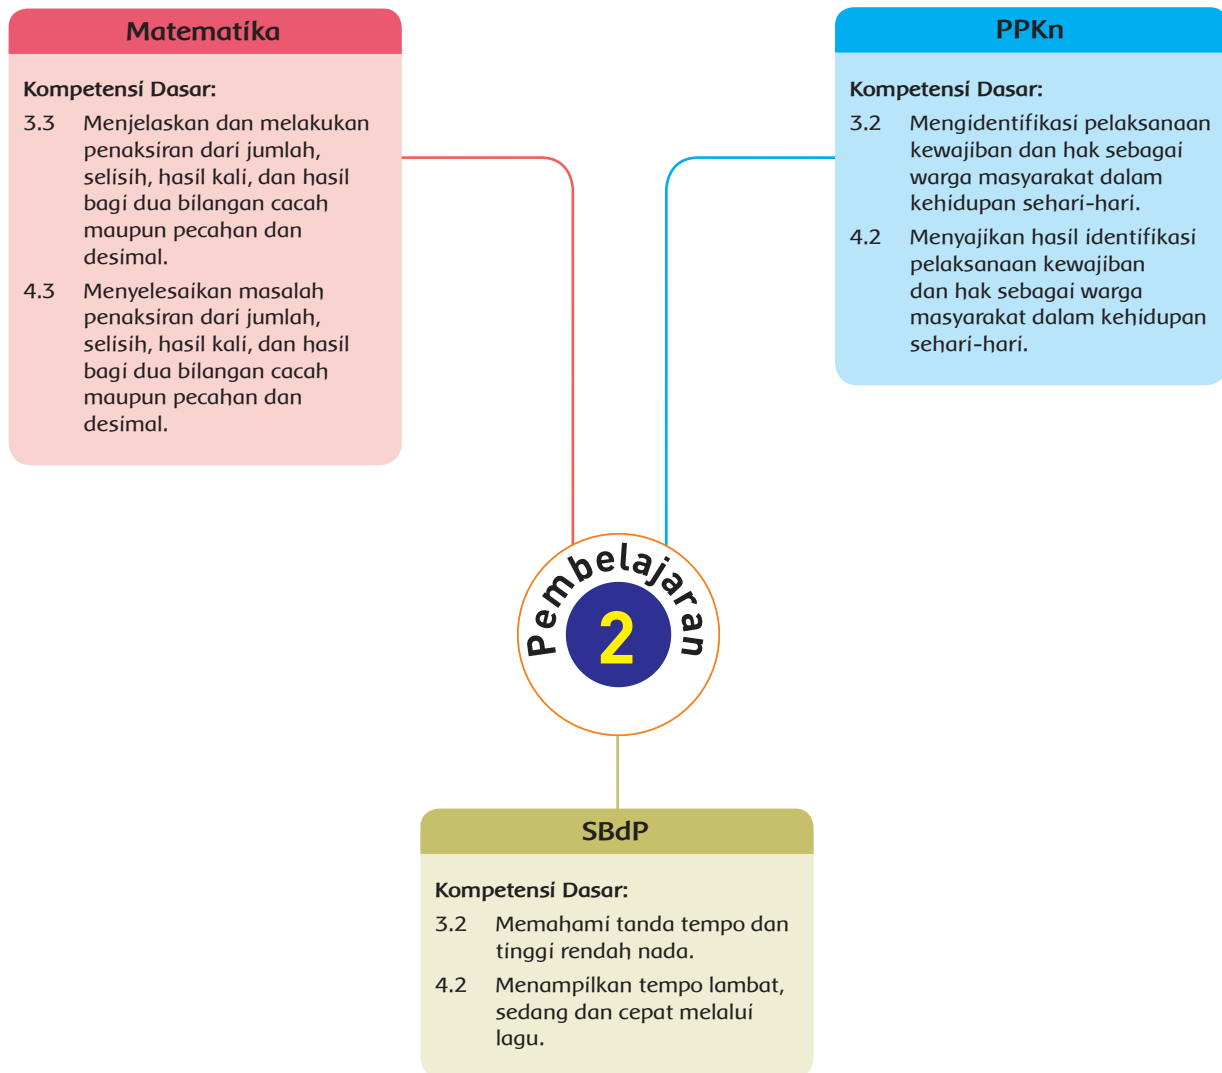 Matematika
Kompetensi Dasar:
3.3 Menjelaskan dan melakukan
penaksiran dari jumlah,
selisih, hasil kali, dan hasil
bagi dua bilangan cacah
maupun pecahan dan
desimal.
4.3 Menyelesaikan masalah
penaksiran dari jumlah,
selisih, hasil kali, dan hasil
bagi dua bilangan cacah
maupun pecahan dan
desimal.
PPKn
Kompetensi Dasar:
3.2 Mengidentifikasi pelaksanaan
kewajiban dan hak sebagai
warga masyarakat dalam
kehidupan sehari-hari.
4.2 Menyajikan hasil identifikasi
pelaksanaan kewajiban
dan hak sebagai warga
masyarakat dalam kehidupan
sehari-hari.
Pembelajaran
2
SBdP
Kompetensi Dasar:
3.2 Memahami tanda tempo dan
tinggi rendah nada.
4.2 Menampilkan tempo lambat,
sedang dan cepat melalui
lagu.